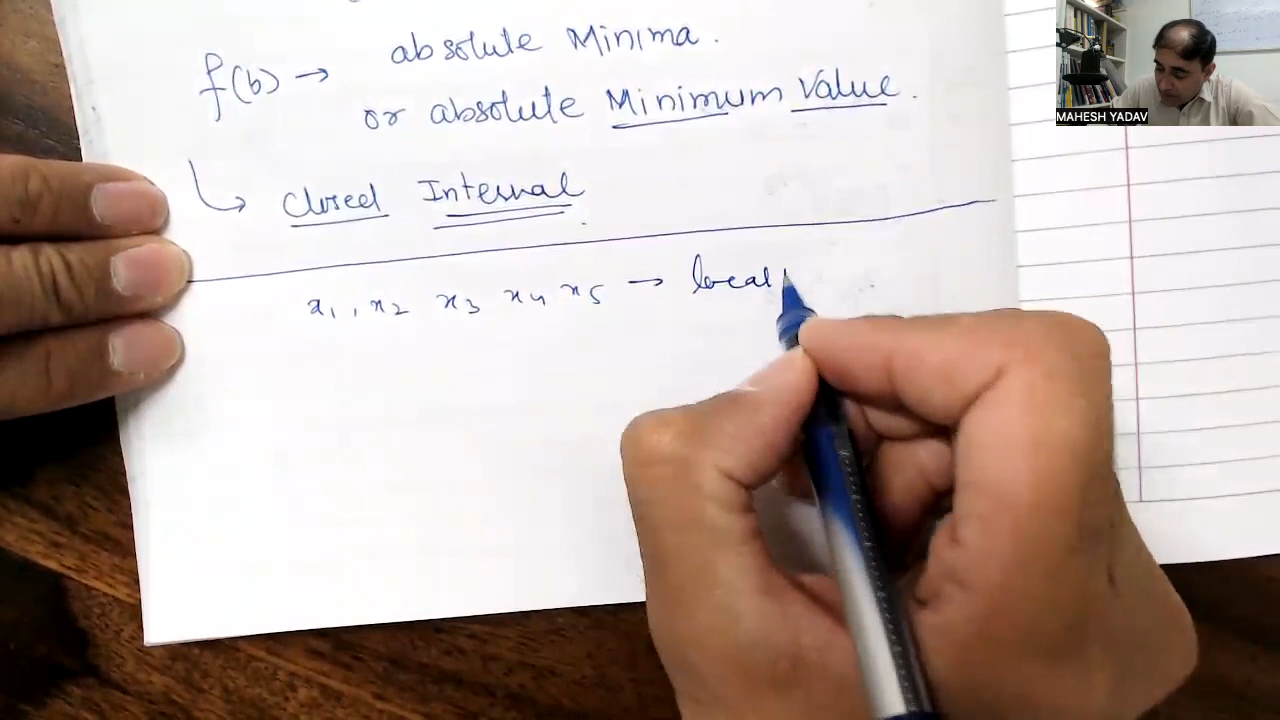 absolute Minima.
f(b) → or absolute Minimum Value.
↳ Closed Interval
x1, x2 x3 x4 x5 → local
MAHESH YADAV